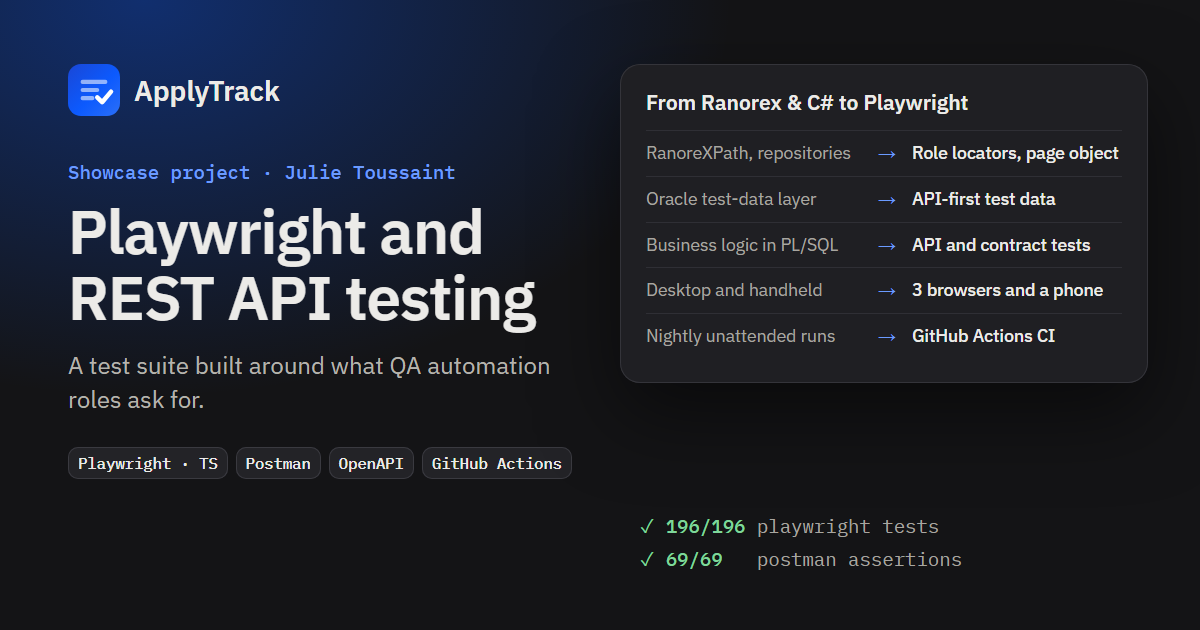 ApplyTrack
Showcase project · Julie Toussaint
Playwright and
REST API testing
A test suite built around what QA automation
roles ask for.
Playwright · TS Postman OpenAPI GitHub Actions
From Ranorex & C# to Playwright
RanoreXPath, repositories → Role locators, page object
Oracle test-data layer → API-first test data
Business logic in PL/SQL → API and contract tests
Desktop and handheld → 3 browsers and a phone
Nightly unattended runs → GitHub Actions CI
✓ 196/196 playwright tests
✓ 69/69 postman assertions